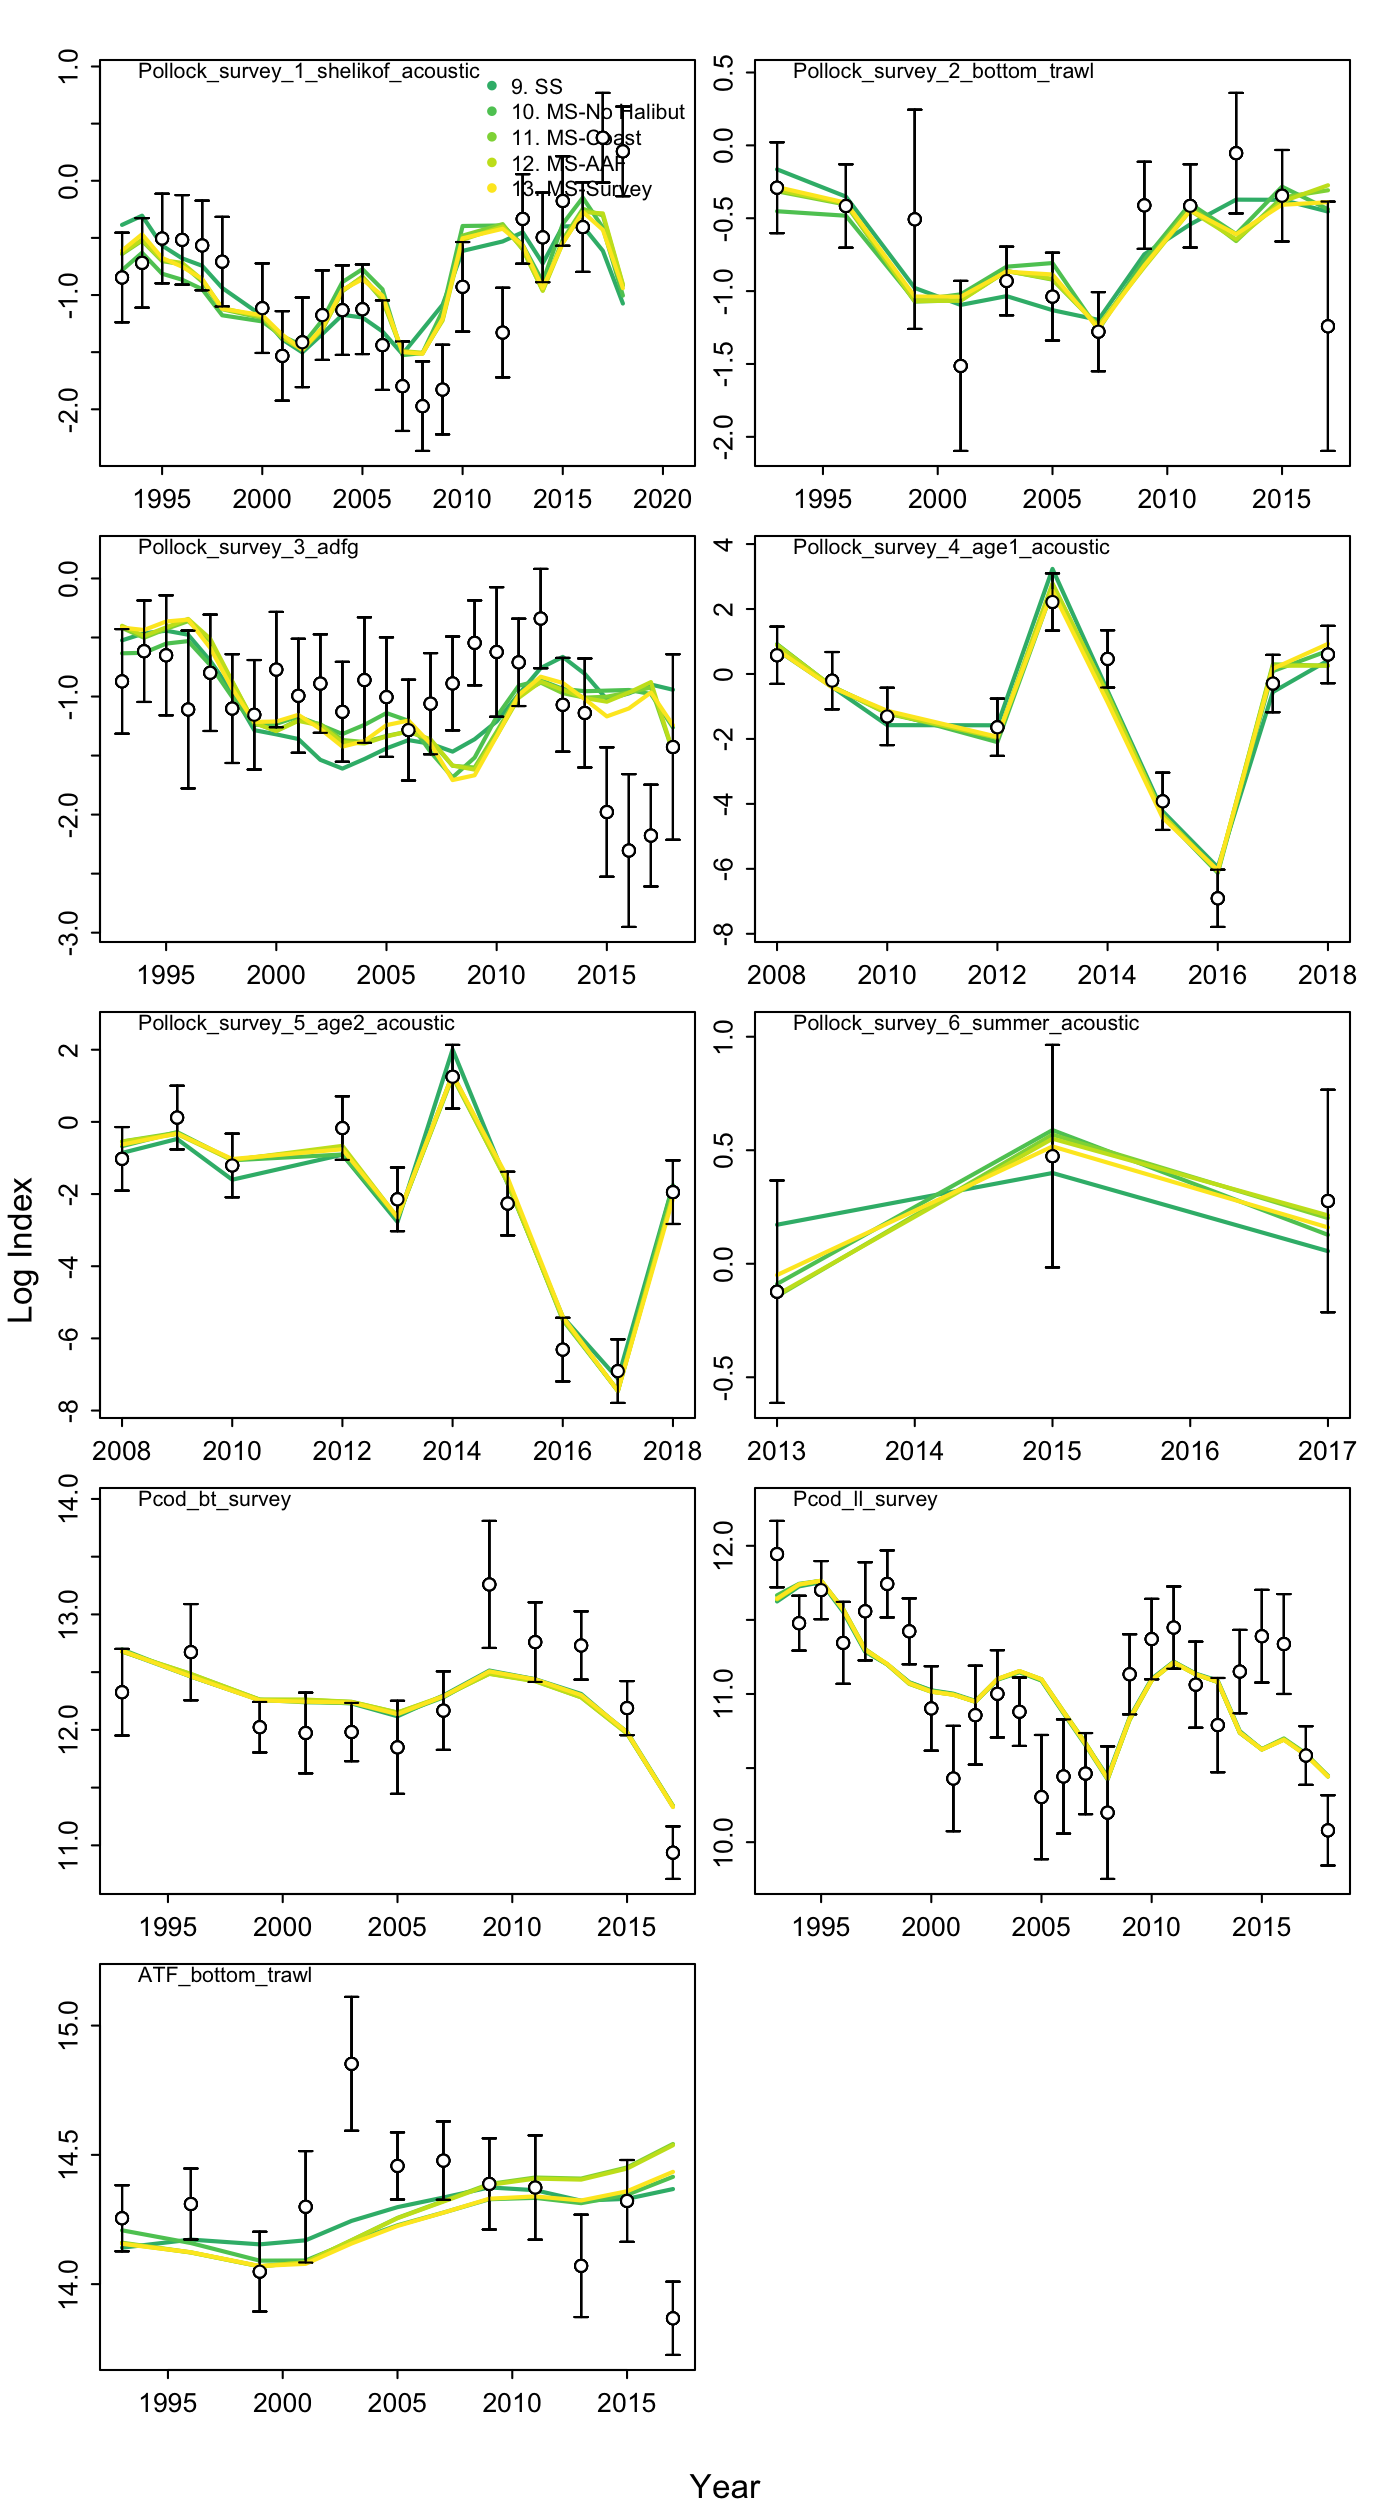 Pollock_survey_1_shelikof_acoustic
9. SS
10. MS-No Halibut
11. MS-Coast
12. MS-AAF
13. MS-Survey
1.0
0.0
-1.0
-2.0
1995 2000 2005 2010 2015 2020
Pollock_survey_2_bottom_trawl
0.5
0.0
-0.5
-1.0
-1.5
-2.0
1995 2000 2005 2010 2015
Pollock_survey_3_adfg
0.0
-1.0
-2.0
-3.0
1995 2000 2005 2010 2015
Pollock_survey_4_age1_acoustic
4
2
0
-2
-4
-6
-8
2008 2010 2012 2014 2016 2018
Pollock_survey_5_age2_acoustic
2
0
-2
-4
-6
-8
2008 2010 2012 2014 2016 2018
Pollock_survey_6_summer_acoustic
1.0
0.5
0.0
-0.5
2013 2014 2015 2016 2017
Log Index
Pcod_bt_survey
14.0
13.0
12.0
11.0
1995 2000 2005 2010 2015
Pcod_ll_survey
12.0
11.0
10.0
1995 2000 2005 2010 2015
ATF_bottom_trawl
15.0
14.5
14.0
1995 2000 2005 2010 2015
Year